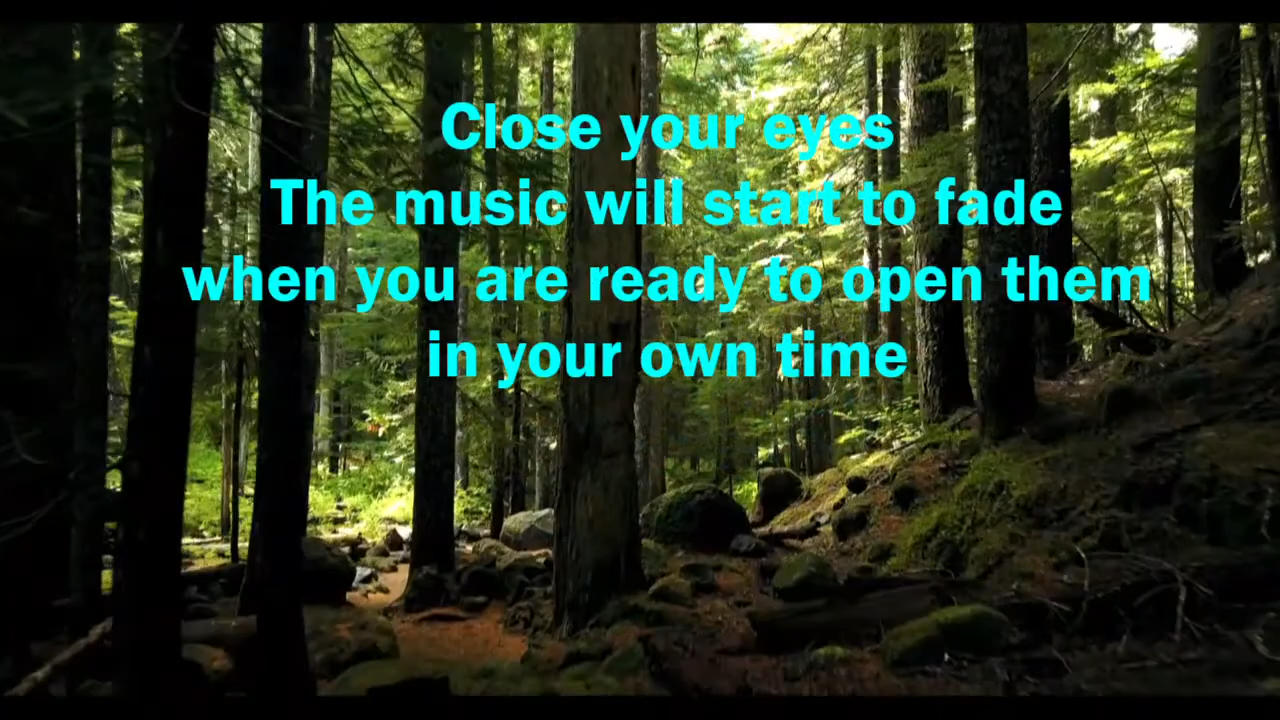 Close your eyes
The music will start to fade
when you are ready to open them
in your own time